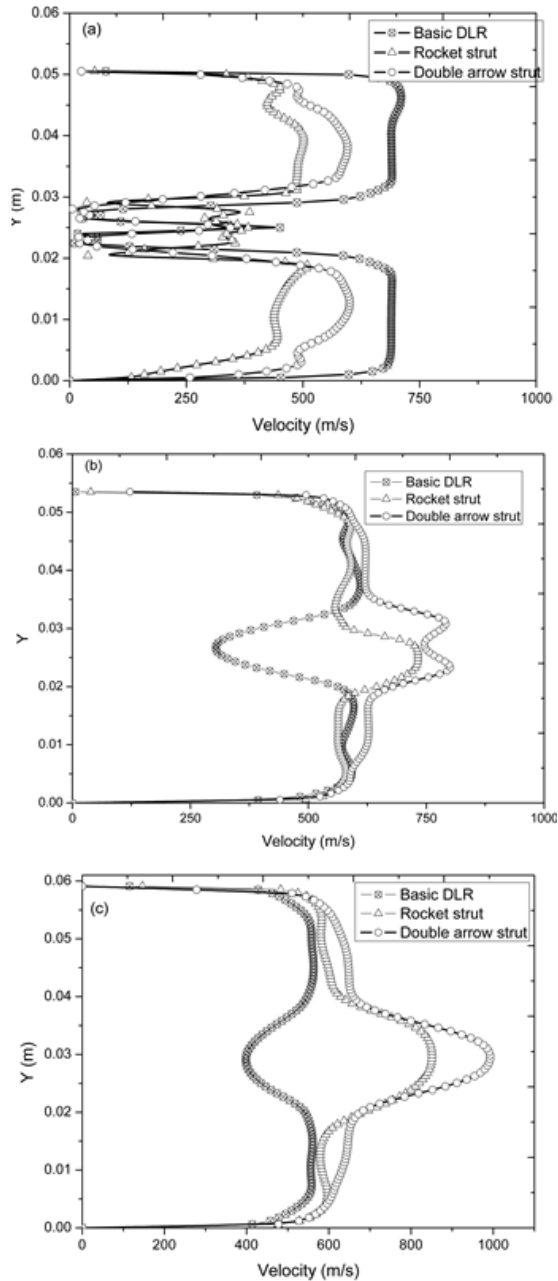 (a)
Basic DLR
Rocket strut
Double arrow strut
0.06
0.05
0.04
0.03
0.02
0.01
0.00
Y (m)
0 250 500 750 1000
Velocity (m/s)
(b)
Basic DLR
Rocket strut
Double arrow strut
0.06
0.05
0.04
0.03
0.02
0.01
0.00
Y
0 250 500 750 1000
Velocity (m/s)
(c)
Basic DLR
Rocket strut
Double arrow strut
0.06
0.05
0.04
0.03
0.02
0.01
0.00
Y (m)
0 200 400 600 800 1000
Velocity (m/s)